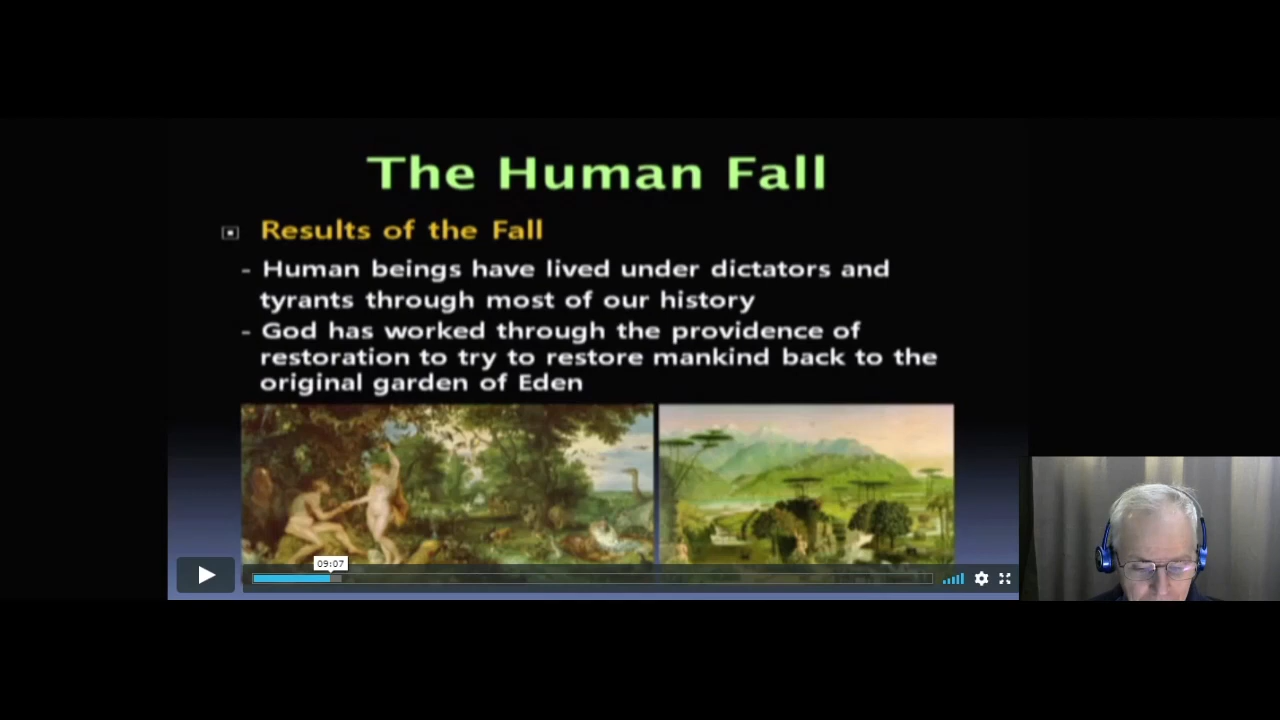 The Human Fall
Results of the Fall
- Human beings have lived under dictators and
tyrants through most of our history
- God has worked through the providence of
restoration to try to restore mankind back to the
original garden of Eden
09:07